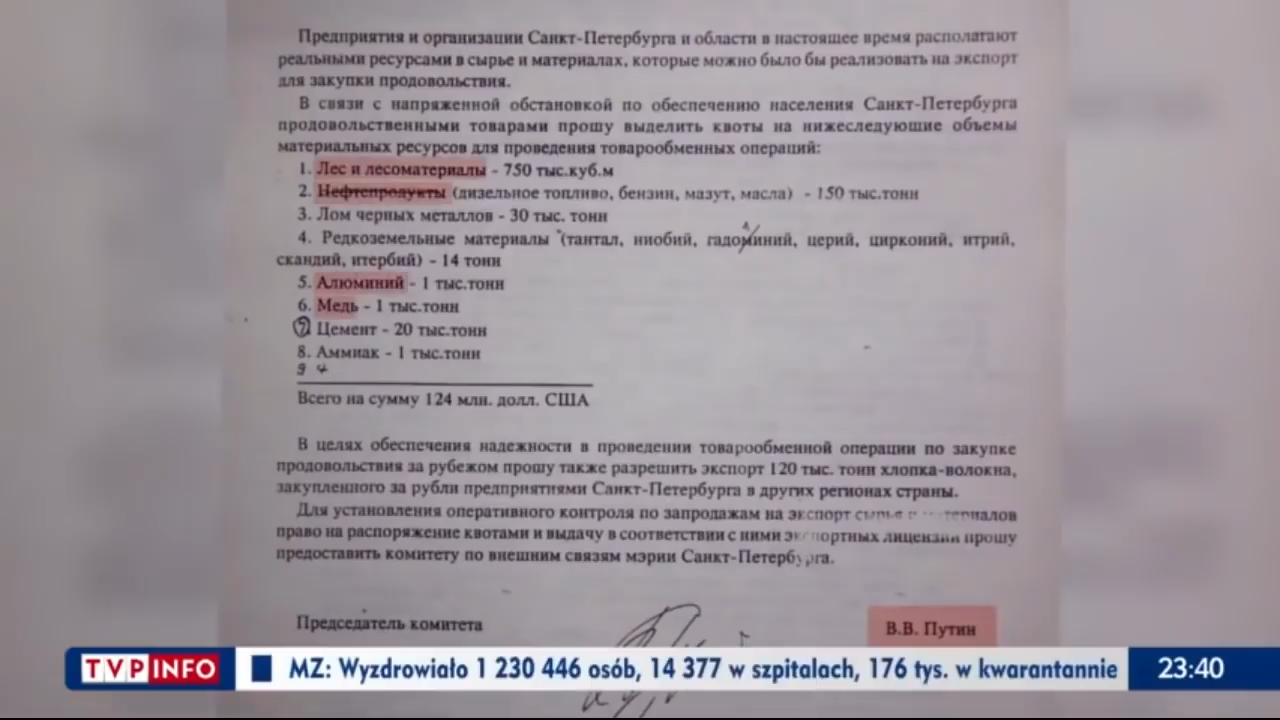 Предприятия и организации Санкт-Петербурга и области в настоящее время располагают
реальными ресурсами в сырье и материалах, которые можно было бы реализовать на экспорт
для закупки продовольствия.
В связи с напряженной обстановкой по обеспечению населения Санкт-Петербурга
продовольственными товарами прошу выделить квоты на нижеследующие объемы
материальных ресурсов для проведения товарообменных операций:
1. Лес и лесоматериалы - 750 тыс.куб.м
2. Нефтепродукты (дизельное топливо, бензин, мазут, масла) - 150 тыс.тонн
3. Лом черных металлов - 30 тыс. тонн
4. Редкоземельные материалы (тантал, ниобий, гадоминий, церий, цирконий, итрий,
скандий, итербий) - 14 тонн
5. Алюминий - 1 тыс.тонн
6. Медь - 1 тыс.тонн
7 Цемент - 20 тыс.тонн
8. Аммиак - 1 тыс.тонн
Всего на сумму 124 млн. долл. США
В целях обеспечения надежности в проведении товарообменной операции по закупке
продовольствия за рубежом прошу также разрешить экспорт 120 тыс. тонн хлопка-волокна,
закупленного за рубли предприятиями Санкт-Петербурга в других регионах страны.
Для установления оперативного контроля по запродажам на экспорт сырья и материалов
право на распоряжение квотами и выдачу в соответствии с ними экспортных лицензий прошу
предоставить комитету по внешним связям мэрии Санкт-Петербурга.
Председатель комитета
В.В. Путин
TVP INFO
MZ: Wyzdrowiało 1 230 446 osób, 14 377 w szpitalach, 176 tys. w kwarantannie
23:40